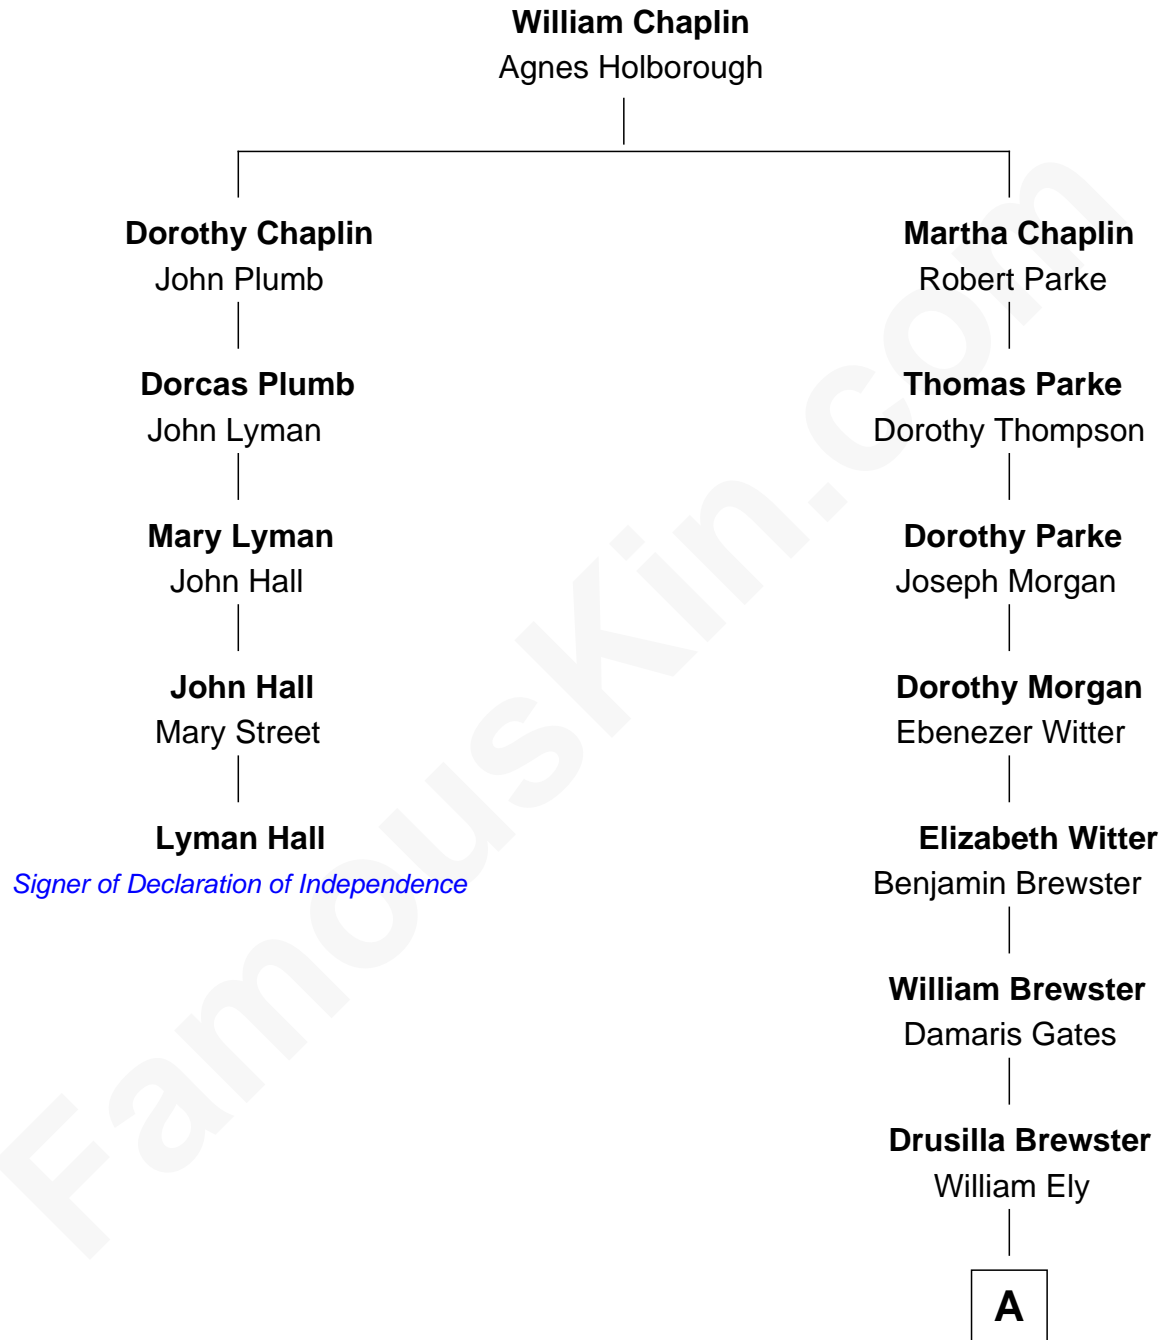 William Chaplin
Agnes Holborough
Dorothy Chaplin
John Plumb
Dorcas Plumb
John Lyman
Mary Lyman
John Hall
John Hall
Mary Street
Lyman Hall
Signer of Declaration of Independence
Martha Chaplin
Robert Parke
Thomas Parke
Dorothy Thompson
Dorothy Parke
Joseph Morgan
Dorothy Morgan
Ebenezer Witter
Elizabeth Witter
Benjamin Brewster
William Brewster
Damaris Gates
Drusilla Brewster
William Ely
A
FamousKin.com